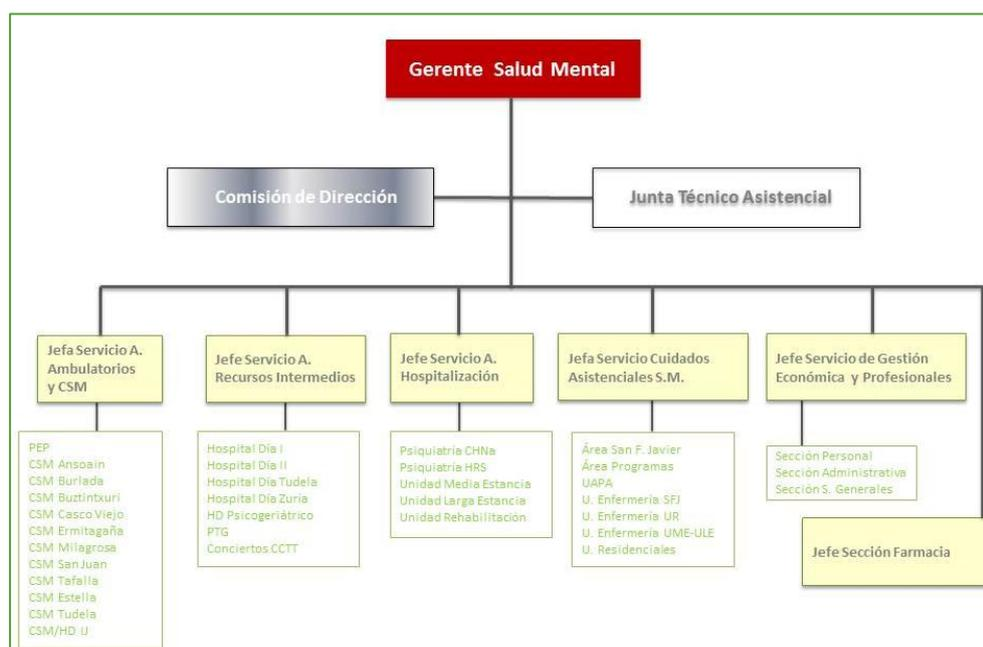 Gerente Salud Mental
Comisión de Dirección
Junta Técnico Asistencial
Jefa Servicio A.
Ambulatorios
y CSM
Jefe Servicio A.
Recursos Intermedios
Jefe Servicio A.
Hospitalización
Jefa Servicio Cuidados
Asistenciales S.M.
Jefe Servicio de Gestión
Económica y Profesionales
PEP
CSM Ansoain
CSM Burlada
CSM Buztintxuri
CSM Casco Viejo
CSM Ermitagaña
CSM Milagrosa
CSM San Juan
CSM Tafalla
CSM Estella
CSM Tudela
CSM/HD IJ
Hospital Día I
Hospital Día II
Hospital Día Tudela
Hospital Día Zuria
HD Psicogeriátrico
PTG
Conciertos CCTT
Psiquiatría CHNa
Psiquiatría HRS
Unidad Media Estancia
Unidad Larga Estancia
Unidad Rehabilitación
Área San F. Javier
Área Programas
UAPA
U. Enfermería SFJ
U. Enfermería UR
U. Enfermería UME-ULE
U. Residenciales
Sección Personal
Sección Administrativa
Sección S. Generales
Jefe Sección Farmacia